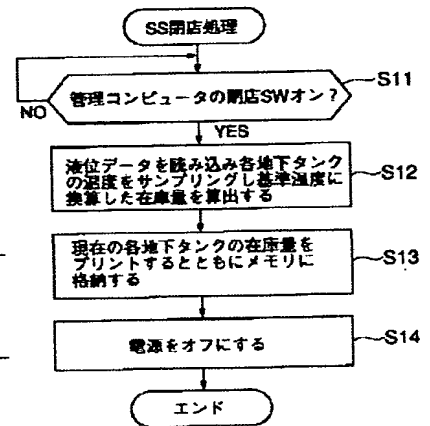 SS閉店処理
管理コンピュータの閉店SWオン？
S11
NO
YES
液位データを読み込み各地下タンク
の温度をサンプリングし基準温度に
換算した在庫量を算出する
S12
現在の各地下タンクの在庫量を
プリントするとともにメモリに
格納する
S13
電源をオフにする
S14
エンド